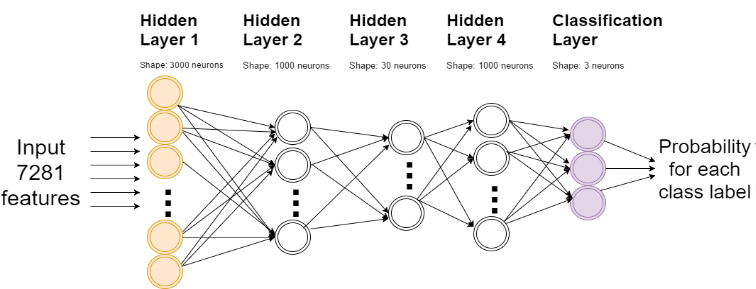 Hidden
Layer 1
Shape: 3000 neurons
Hidden
Layer 2
Shape: 1000 neurons
Hidden
Layer 3
Shape: 30 neurons
Hidden
Layer 4
Shape: 1000 neurons
Classification
Layer
Shape: 3 neurons
Input
7281
features
Probability
for each
class label